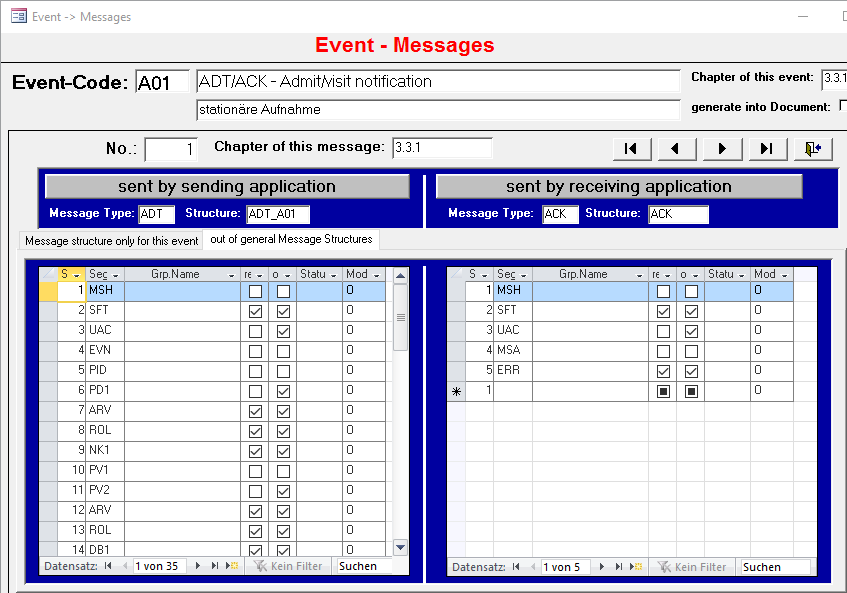 Event -> Messages
Event - Messages
Event-Code: A01 ADT/ACK - Admit/visit notification Chapter of this event: 3.3.1
stationäre Aufnahme generate into Document:
No.: 1 Chapter of this message: 3.3.1
sent by sending application sent by receiving application
Message Type: ADT Structure: ADT_A01 Message Type: ACK Structure: ACK
Message structure only for this event out of general Message Structures
S Seg Grp.Name re o Statu Mod
1 MSH 0
2 SFT 0
3 UAC 0
4 EVN 0
5 PID 0
6 PD1 0
7 ARV 0
8 ROL 0
9 NK1 0
10 PV1 0
11 PV2 0
12 ARV 0
13 ROL 0
14 DB1 0
Datensatz: 1 von 35 Kein Filter Suchen
S Seg Grp.Name re o Statu Mod
1 MSH 0
2 SFT 0
3 UAC 0
4 MSA 0
5 ERR 0
1 0
Datensatz: 1 von 5 Kein Filter Suchen